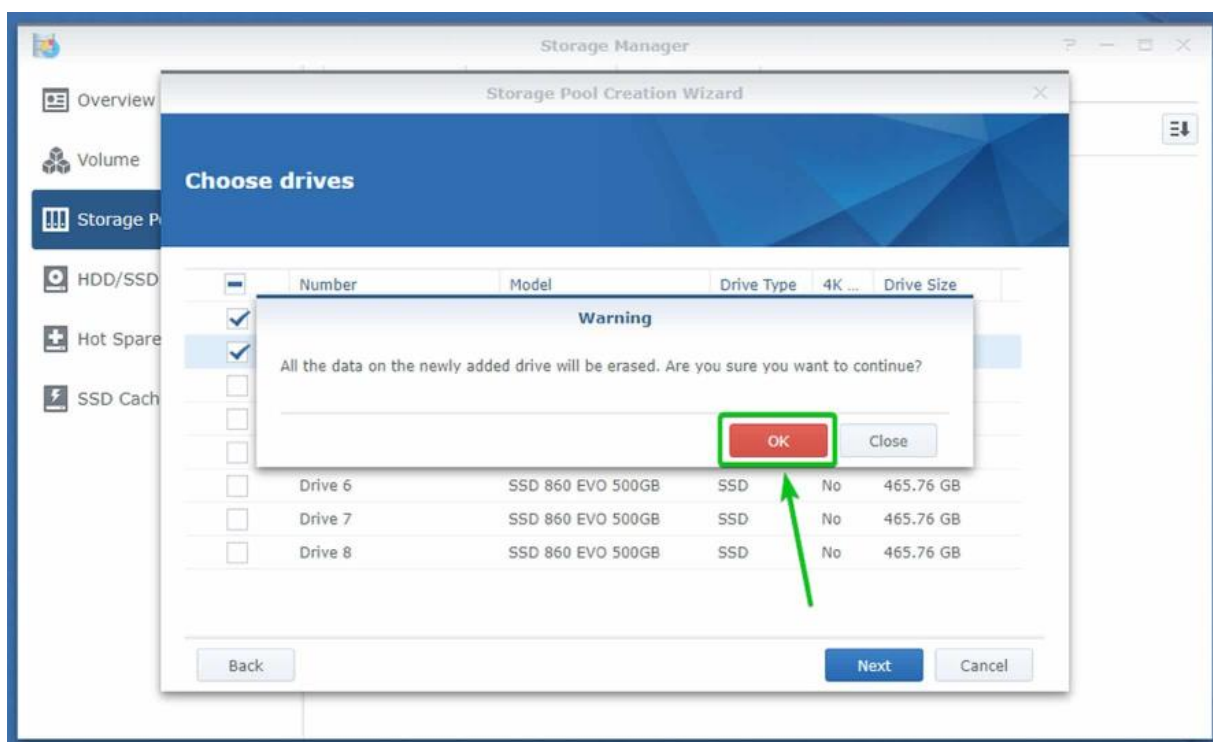 Storage Manager
Overview
Volume
Storage P
HDD/SSD
Hot Spare
SSD Cach
Storage Pool Creation Wizard
Choose drives
Number Model Drive Type 4K ... Drive Size
Warning
All the data on the newly added drive will be erased. Are you sure you want to continue?
OK Close
Drive 6 SSD 860 EVO 500GB SSD No 465.76 GB
Drive 7 SSD 860 EVO 500GB SSD No 465.76 GB
Drive 8 SSD 860 EVO 500GB SSD No 465.76 GB
Back Next Cancel